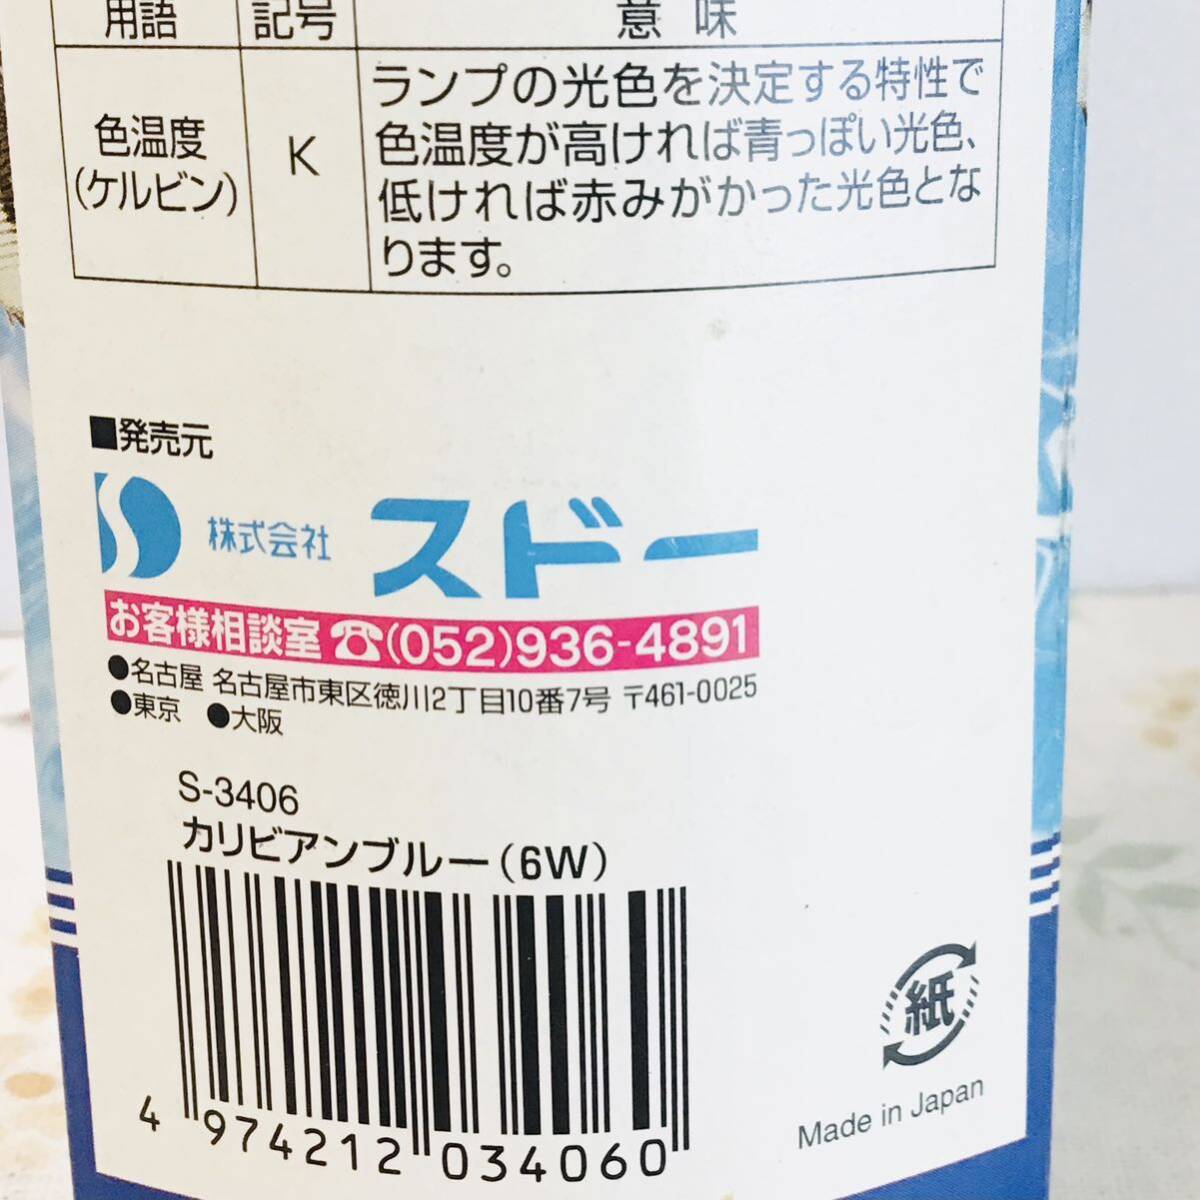 用語 記号 意味
色温度
(ケルビン)
K
ランプの光色を決定する特性で
色温度が高ければ青っぽい光色、
低ければ赤みがかった光色とな
ります。
■発売元
株式会社 スドー
お客様相談室 ☎(052)936-4891
●名古屋 名古屋市東区徳川2丁目10番7号 〒461-0025
●東京 ●大阪
S-3406
カリビアンブルー(6W)
4 974212 034060
紙
Made in Japan